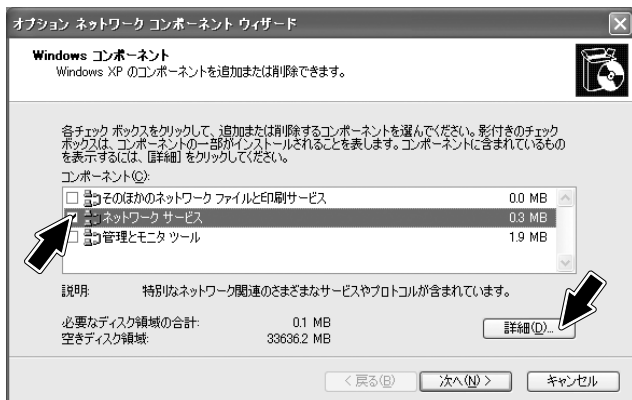 オプション ネットワーク コンポーネント ウィザード
Windows コンポーネント
Windows XP のコンポーネントを追加または削除できます。
各チェック ボックスをクリックして、追加または削除するコンポーネントを選んでください。影付きのチェック
ボックスは、コンポーネントの一部がインストールされることを表します。コンポーネントに含まれているもの
を表示するには、[詳細] をクリックしてください。
コンポーネント(C):
そのほかのネットワーク ファイルと印刷サービス 0.0 MB
ネットワーク サービス 0.3 MB
管理とモニタ ツール 1.9 MB
説明: 特別なネットワーク関連のさまざまなサービスやプロトコルが含まれています。
必要なディスク領域の合計: 0.1 MB
空きディスク領域: 33636.2 MB
詳細(D)...
< 戻る(B) 次へ(N) > キャンセル